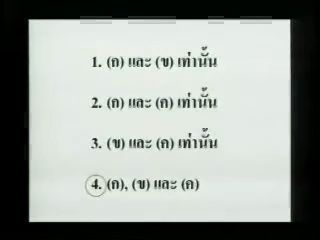 1. (ก) และ (ข) เท่านั้น
2. (ก) และ (ค) เท่านั้น
3. (ข) และ (ค) เท่านั้น
4. (ก), (ข) และ (ค)